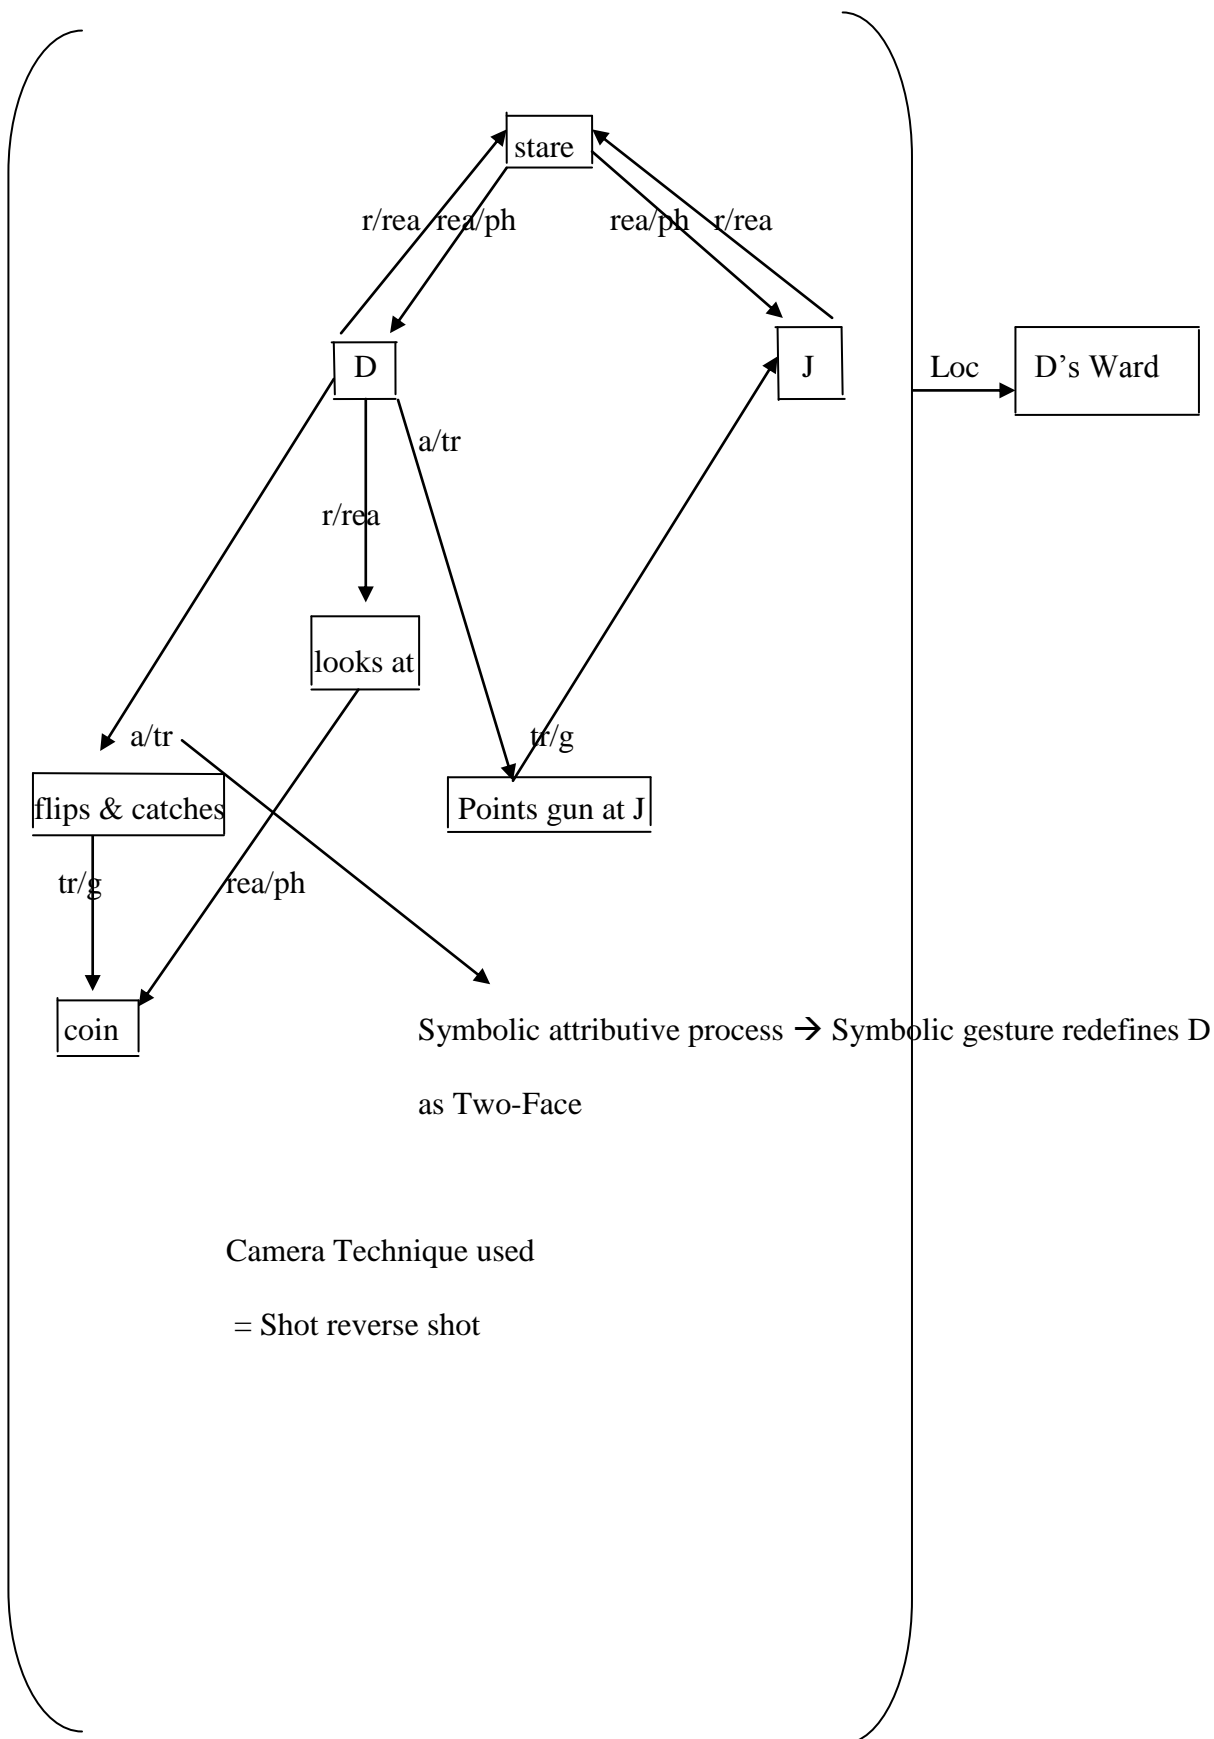 stare
r/rea rea/ph rea/ph r/rea
D
J
Loc
D’s Ward
a/tr
r/rea
looks at
a/tr
tr/g
flips & catches
Points gun at J
tr/g
rea/ph
coin
Symbolic attributive process → Symbolic gesture redefines D
as Two-Face
Camera Technique used
= Shot reverse shot